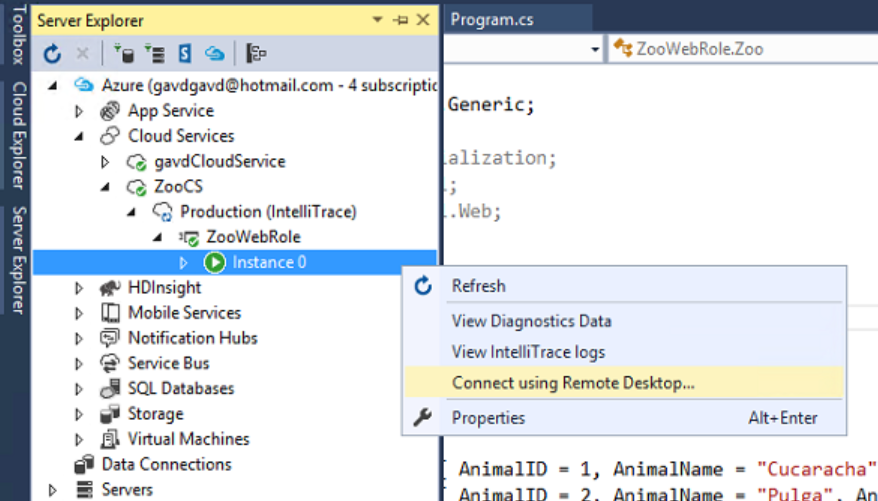 Toolbox
Cloud Explorer
Server Explorer
Server Explorer
Azure (gavdgavd@hotmail.com - 4 subscriptic
App Service
Cloud Services
gavdCloudService
ZooCS
Production (IntelliTrace)
ZooWebRole
Instance 0
HDInsight
Mobile Services
Notification Hubs
Service Bus
SQL Databases
Storage
Virtual Machines
Data Connections
Servers
Program.cs
ZooWebRole.Zoo
Generic;
ialization;
;
.Web;
Refresh
View Diagnostics Data
View IntelliTrace logs
Connect using Remote Desktop...
Properties Alt+Enter
AnimalID = 1, AnimalName = "Cucaracha"
AnimalID = 2, AnimalName = "Pulga", An